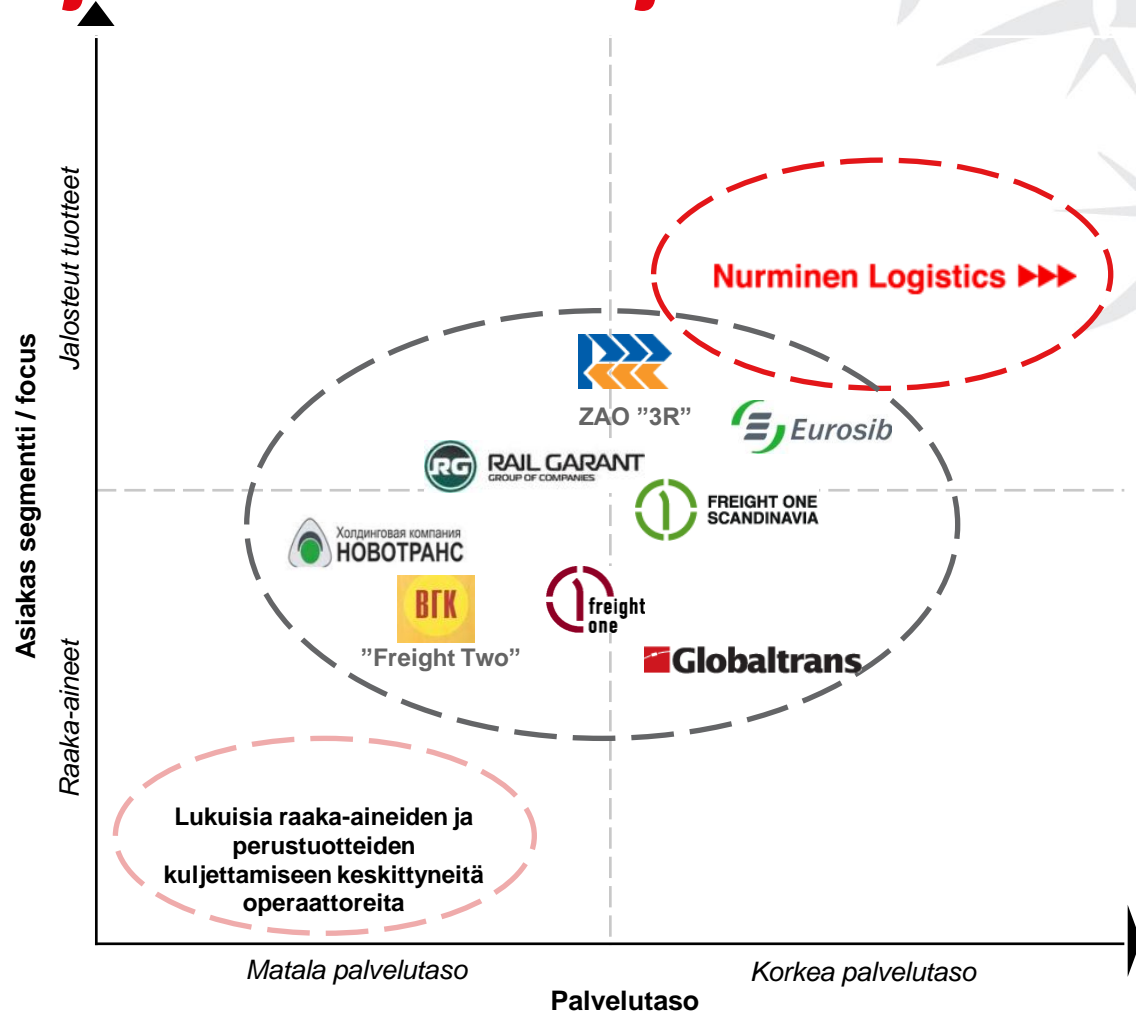 Asiakas segmentti / focus
Jalosteut tuotteet
Raaka-aineet
Nurminen Logistics
ZAO ”3R”
Eurosib
RG RAIL GARANT
GROUP OF COMPANIES
FREIGHT ONE
SCANDINAVIA
Холдинговая компания
НОВОТРАНС
ВГК
”Freight Two”
freight
one
Globaltrans
Lukuisia raaka-aineiden ja
perustuotteiden
kuljettamiseen keskittyneitä
operaattoreita
Matala palvelutaso
Korkea palvelutaso
Palvelutaso